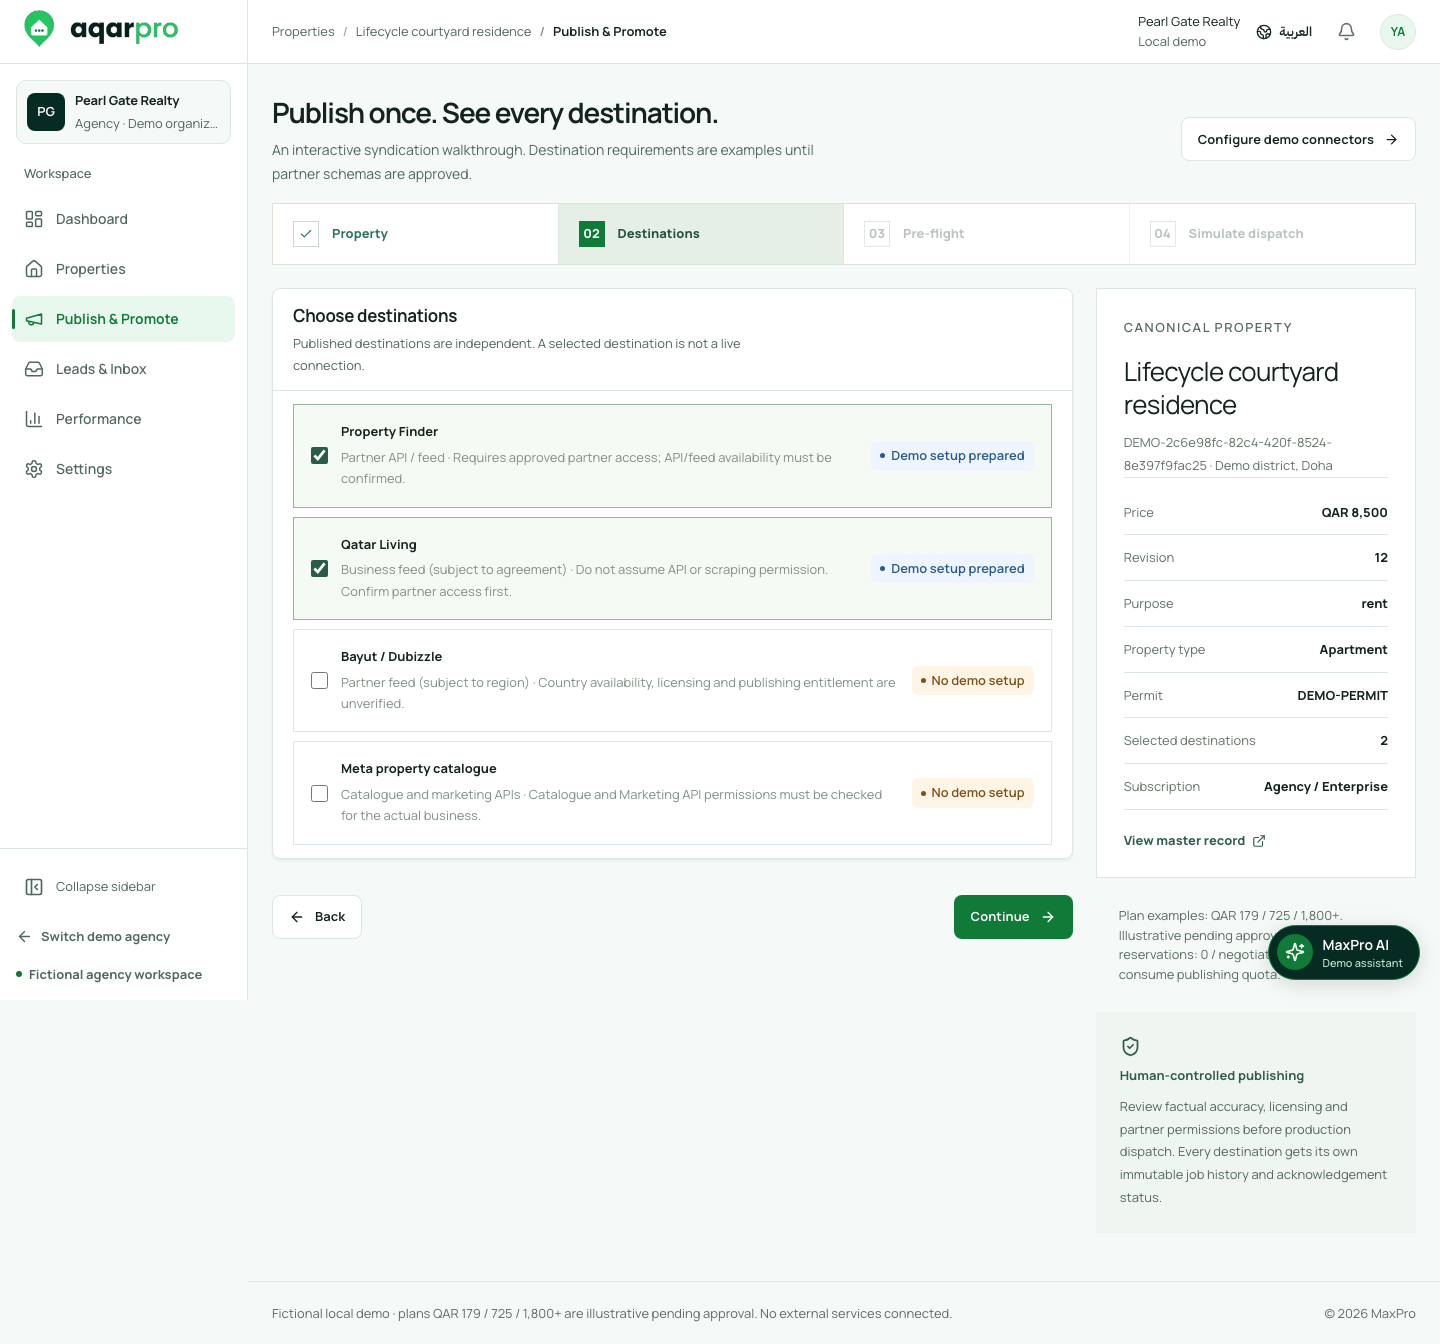 aqarpro
Properties / Lifecycle courtyard residence / Publish & Promote
Pearl Gate Realty
Local demo
العربية
YA
PG
Pearl Gate Realty
Agency · Demo organiz...
Workspace
Dashboard
Properties
Publish & Promote
Leads & Inbox
Performance
Settings
Collapse sidebar
Switch demo agency
Fictional agency workspace
Publish once. See every destination.
An interactive syndication walkthrough. Destination requirements are examples until
partner schemas are approved.
Configure demo connectors
Property
02 Destinations
03 Pre-flight
04 Simulate dispatch
Choose destinations
Published destinations are independent. A selected destination is not a live
connection.
Property Finder
Partner API / feed · Requires approved partner access; API/feed availability must be
confirmed.
Demo setup prepared
Qatar Living
Business feed (subject to agreement) · Do not assume API or scraping permission.
Confirm partner access first.
Demo setup prepared
Bayut / Dubizzle
Partner feed (subject to region) · Country availability, licensing and publishing entitlement are
unverified.
No demo setup
Meta property catalogue
Catalogue and marketing APIs · Catalogue and Marketing API permissions must be checked
for the actual business.
No demo setup
Back
Continue
CANONICAL PROPERTY
Lifecycle courtyard
residence
DEMO-2c6e98fc-82c4-420f-8524-
8e397f9fac25 · Demo district, Doha
Price QAR 8,500
Revision 12
Purpose rent
Property type Apartment
Permit DEMO-PERMIT
Selected destinations 2
Subscription Agency / Enterprise
View master record
Plan examples: QAR 179 / 725 / 1,800+.
Illustrative pending
reservations: 0 /
consume publishing quota.
MaxPro AI
Demo assistant
Human-controlled publishing
Review factual accuracy, licensing and
partner permissions before production
dispatch. Every destination gets its own
immutable job history and acknowledgement
status.
Fictional local demo · plans QAR 179 / 725 / 1,800+ are illustrative pending approval. No external services connected.
© 2026 MaxPro